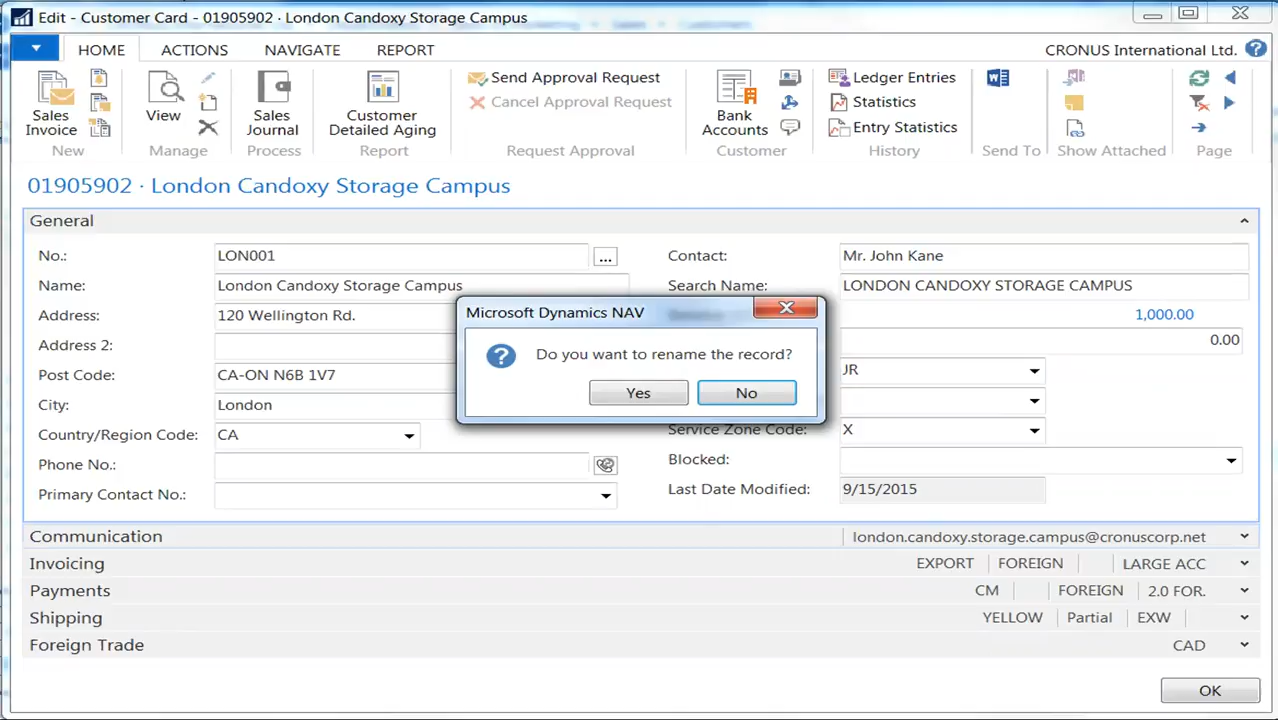 Edit - Customer Card - 01905902 · London Candoxy Storage Campus
HOME ACTIONS NAVIGATE REPORT CRONUS International Ltd.
Sales Invoice
New
View
Manage
Sales Journal
Process
Customer Detailed Aging
Report
Send Approval Request
Cancel Approval Request
Request Approval
Bank Accounts
Customer
Ledger Entries
Statistics
Entry Statistics
History
Send To
Show Attached
Page
01905902 · London Candoxy Storage Campus
General
No.: LON001 ...
Name: London Candoxy Storage Campus
Address: 120 Wellington Rd.
Address 2:
Post Code: CA-ON N6B 1V7
City: London
Country/Region Code: CA
Phone No.:
Primary Contact No.:
Contact: Mr. John Kane
Search Name: LONDON CANDOXY STORAGE CAMPUS
1,000.00
0.00
JR
Service Zone Code: X
Blocked:
Last Date Modified: 9/15/2015
Microsoft Dynamics NAV
Do you want to rename the record?
Yes No
Communication london.candoxy.storage.campus@cronuscorp.net
Invoicing EXPORT FOREIGN LARGE ACC
Payments CM FOREIGN 2.0 FOR.
Shipping YELLOW Partial EXW
Foreign Trade CAD
OK